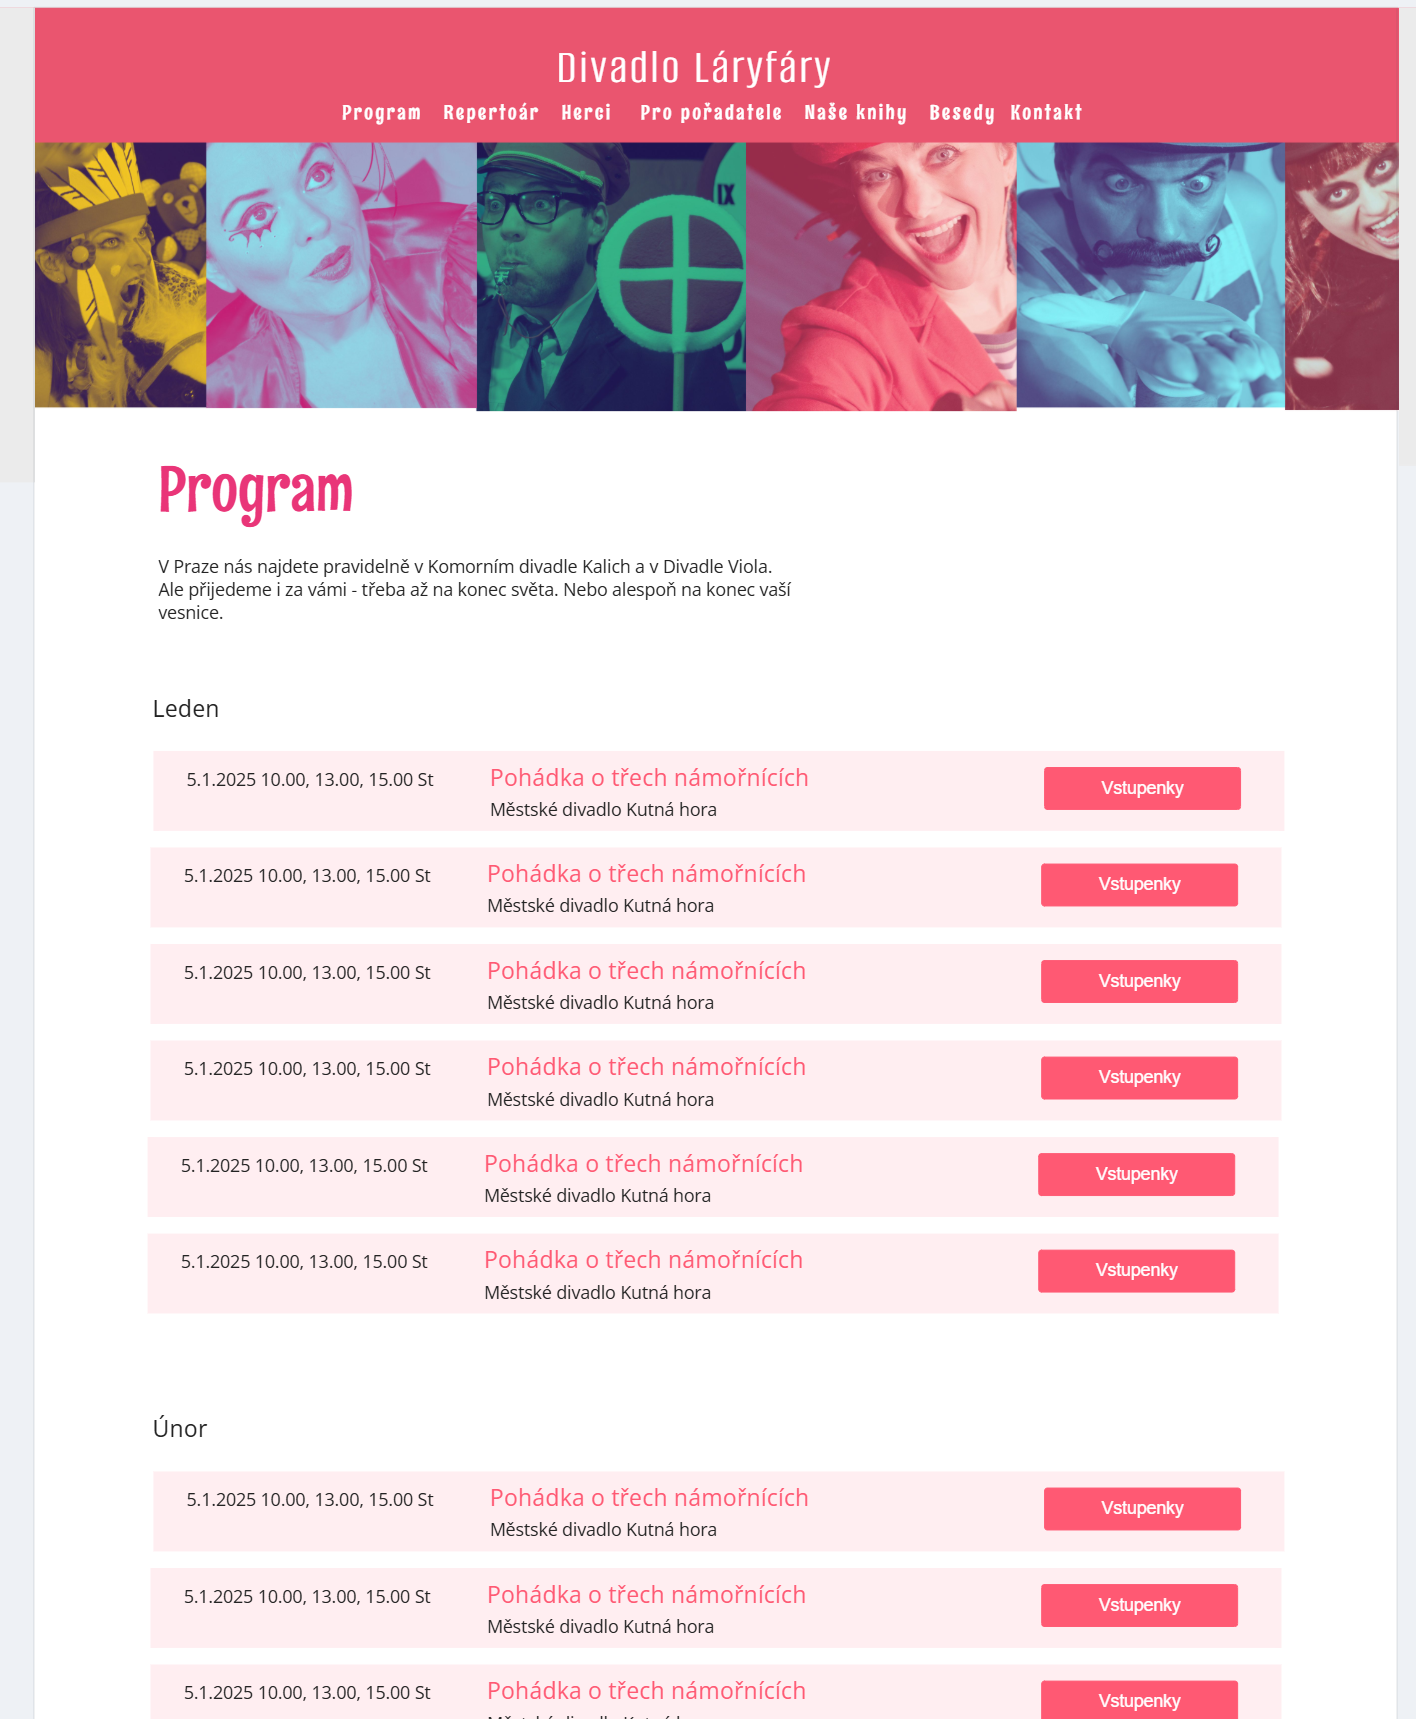 Divadlo Láryfáry
Program Repertoár Herci Pro pořadatele Naše knihy Besedy Kontakt
IX
Program
V Praze nás najdete pravidelně v Komorním divadle Kalich a v Divadle Viola.
Ale přijedeme i za vámi - třeba až na konec světa. Nebo alespoň na konec vaší
vesnice.
Leden
5.1.2025 10.00, 13.00, 15.00 St Pohádka o třech námořnících Vstupenky
Městské divadlo Kutná hora
5.1.2025 10.00, 13.00, 15.00 St Pohádka o třech námořnících Vstupenky
Městské divadlo Kutná hora
5.1.2025 10.00, 13.00, 15.00 St Pohádka o třech námořnících Vstupenky
Městské divadlo Kutná hora
5.1.2025 10.00, 13.00, 15.00 St Pohádka o třech námořnících Vstupenky
Městské divadlo Kutná hora
5.1.2025 10.00, 13.00, 15.00 St Pohádka o třech námořnících Vstupenky
Městské divadlo Kutná hora
5.1.2025 10.00, 13.00, 15.00 St Pohádka o třech námořnících Vstupenky
Městské divadlo Kutná hora
Únor
5.1.2025 10.00, 13.00, 15.00 St Pohádka o třech námořnících Vstupenky
Městské divadlo Kutná hora
5.1.2025 10.00, 13.00, 15.00 St Pohádka o třech námořnících Vstupenky
Městské divadlo Kutná hora
5.1.2025 10.00, 13.00, 15.00 St Pohádka o třech námořnících Vstupenky